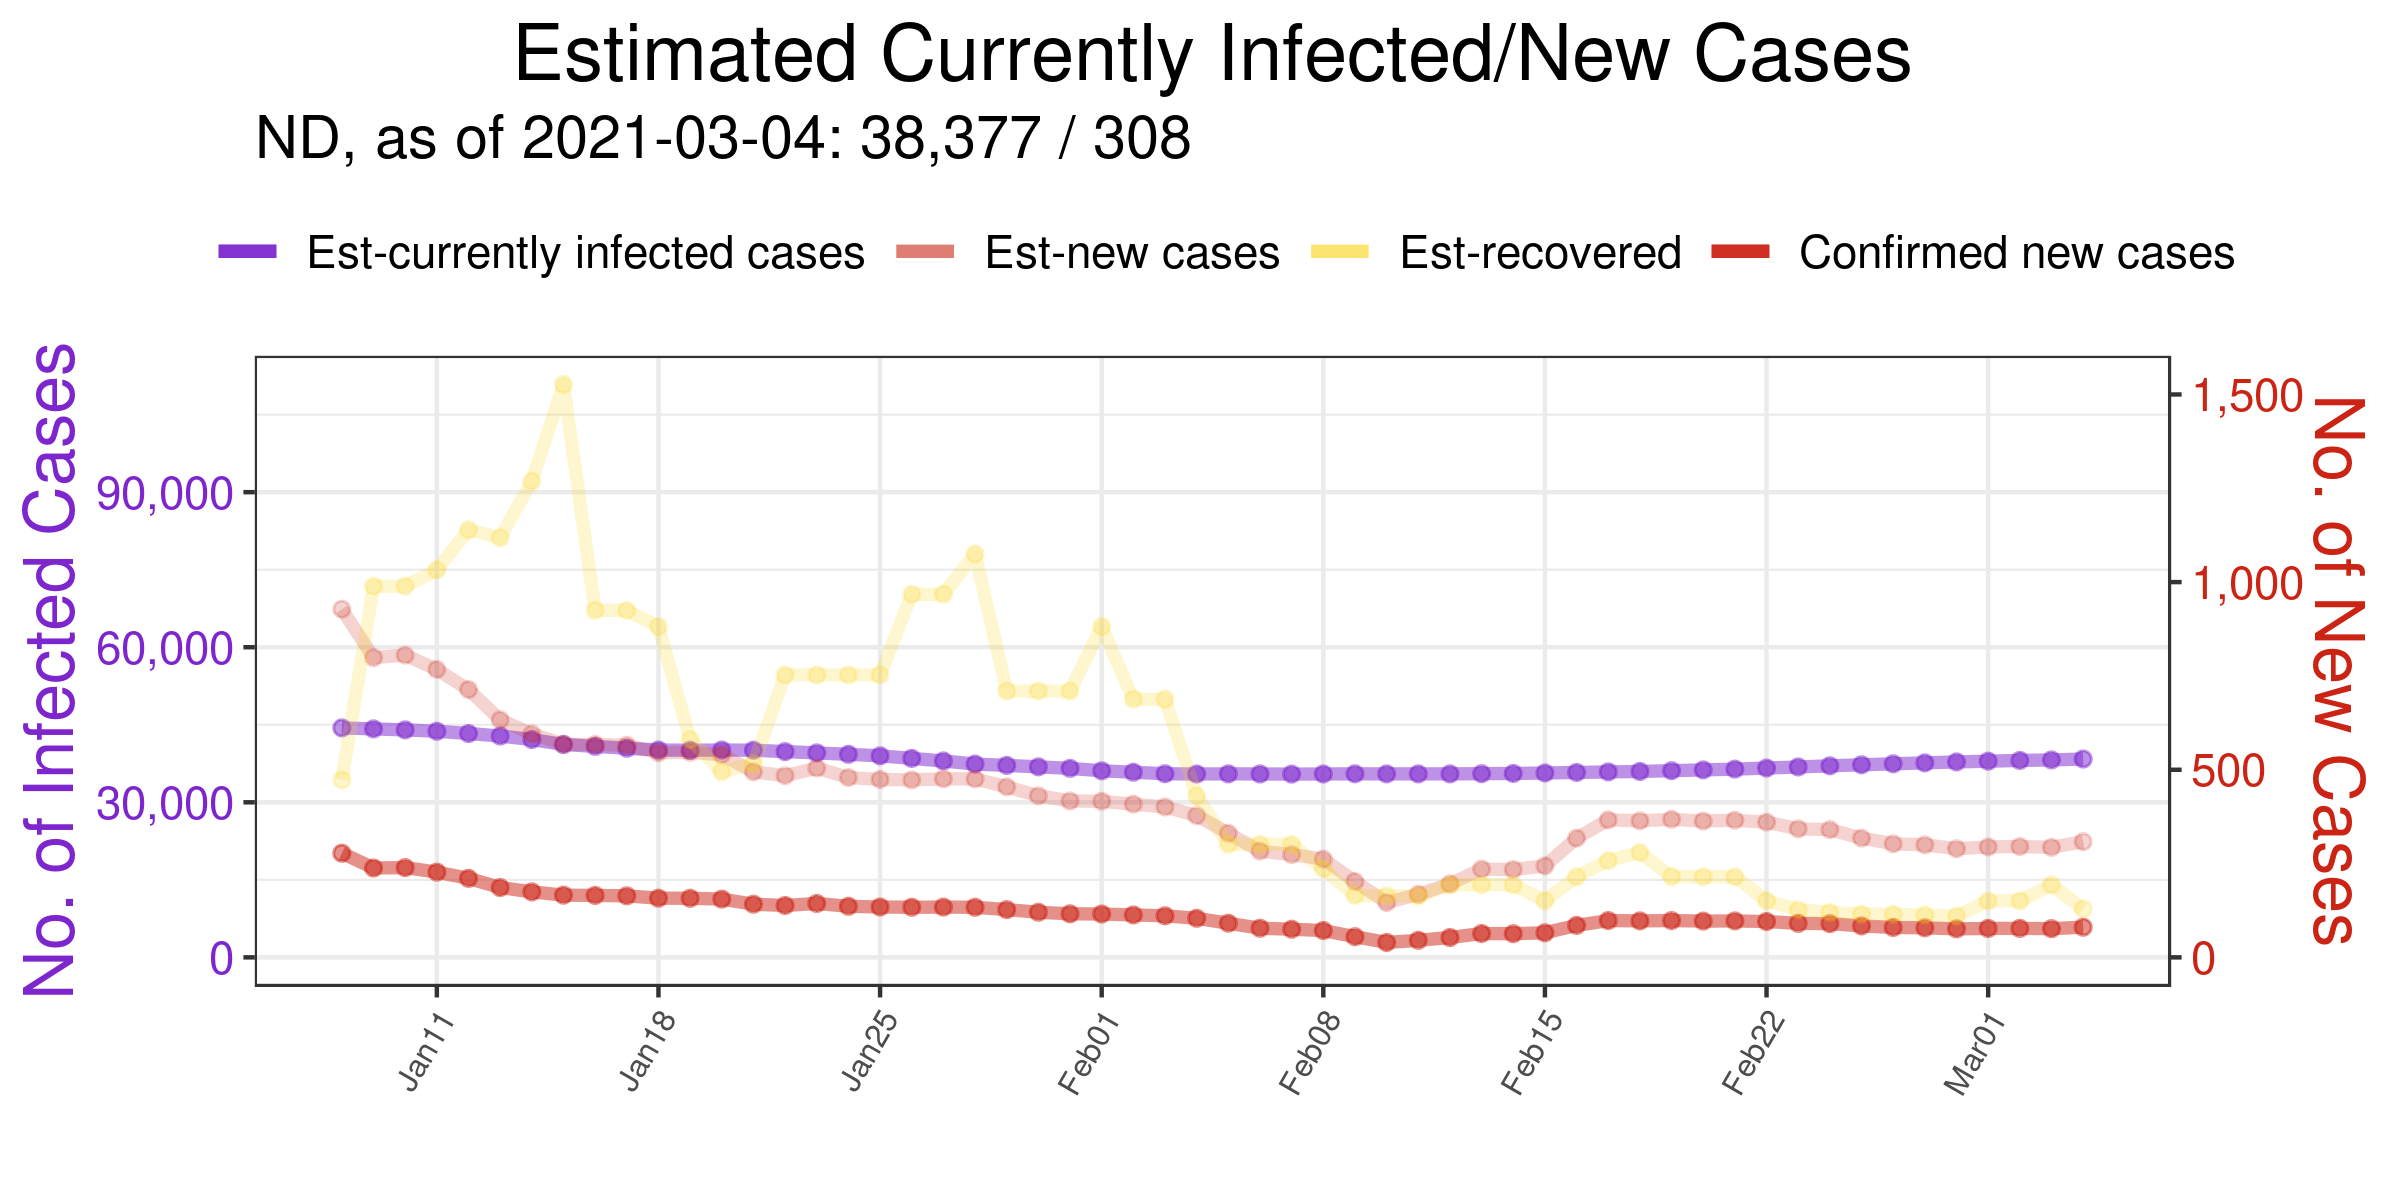 Estimated Currently Infected/New Cases
ND, as of 2021-03-04: 38,377 / 308
Est-currently infected cases
Est-new cases
Est-recovered
Confirmed new cases
No. of Infected Cases
90,000
60,000
30,000
0
1,500
1,000
500
0
No. of New Cases
Jan11
Jan18
Jan25
Feb01
Feb08
Feb15
Feb22
Mar01